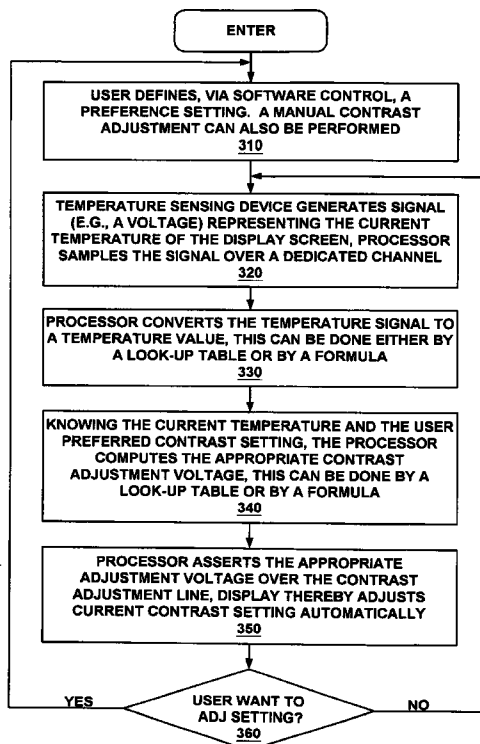 ENTER
USER DEFINES, VIA SOFTWARE CONTROL, A
PREFERENCE SETTING. A MANUAL CONTRAST
ADJUSTMENT CAN ALSO BE PERFORMED
310
TEMPERATURE SENSING DEVICE GENERATES SIGNAL
(E.G., A VOLTAGE) REPRESENTING THE CURRENT
TEMPERATURE OF THE DISPLAY SCREEN, PROCESSOR
SAMPLES THE SIGNAL OVER A DEDICATED CHANNEL
320
PROCESSOR CONVERTS THE TEMPERATURE SIGNAL TO
A TEMPERATURE VALUE, THIS CAN BE DONE EITHER BY
A LOOK-UP TABLE OR BY A FORMULA
330
KNOWING THE CURRENT TEMPERATURE AND THE USER
PREFERRED CONTRAST SETTING, THE PROCESSOR
COMPUTES THE APPROPRIATE CONTRAST
ADJUSTMENT VOLTAGE, THIS CAN BE DONE BY A
LOOK-UP TABLE OR BY A FORMULA
340
PROCESSOR ASSERTS THE APPROPRIATE
ADJUSTMENT VOLTAGE OVER THE CONTRAST
ADJUSTMENT LINE, DISPLAY THEREBY ADJUSTS
CURRENT CONTRAST SETTING AUTOMATICALLY
350
YES
USER WANT TO
ADJ SETTING?
360
NO